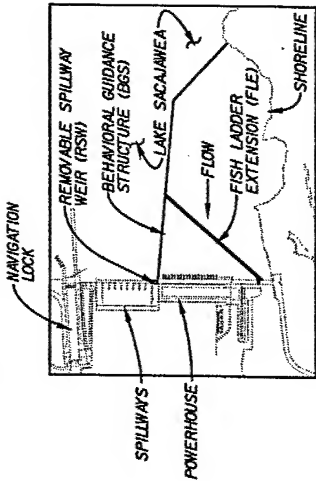 NAVIGATION
LOCK
REMOVABLE SPILLWAY
WEIR (RSW)
BEHAVIORAL GUIDANCE
STRUCTURE (BGS)
LAKE SACAJAWEA
FLOW
FISH LADDER
EXTENSION (FLE)
SHORELINE
SPILLWAYS
POWERHOUSE